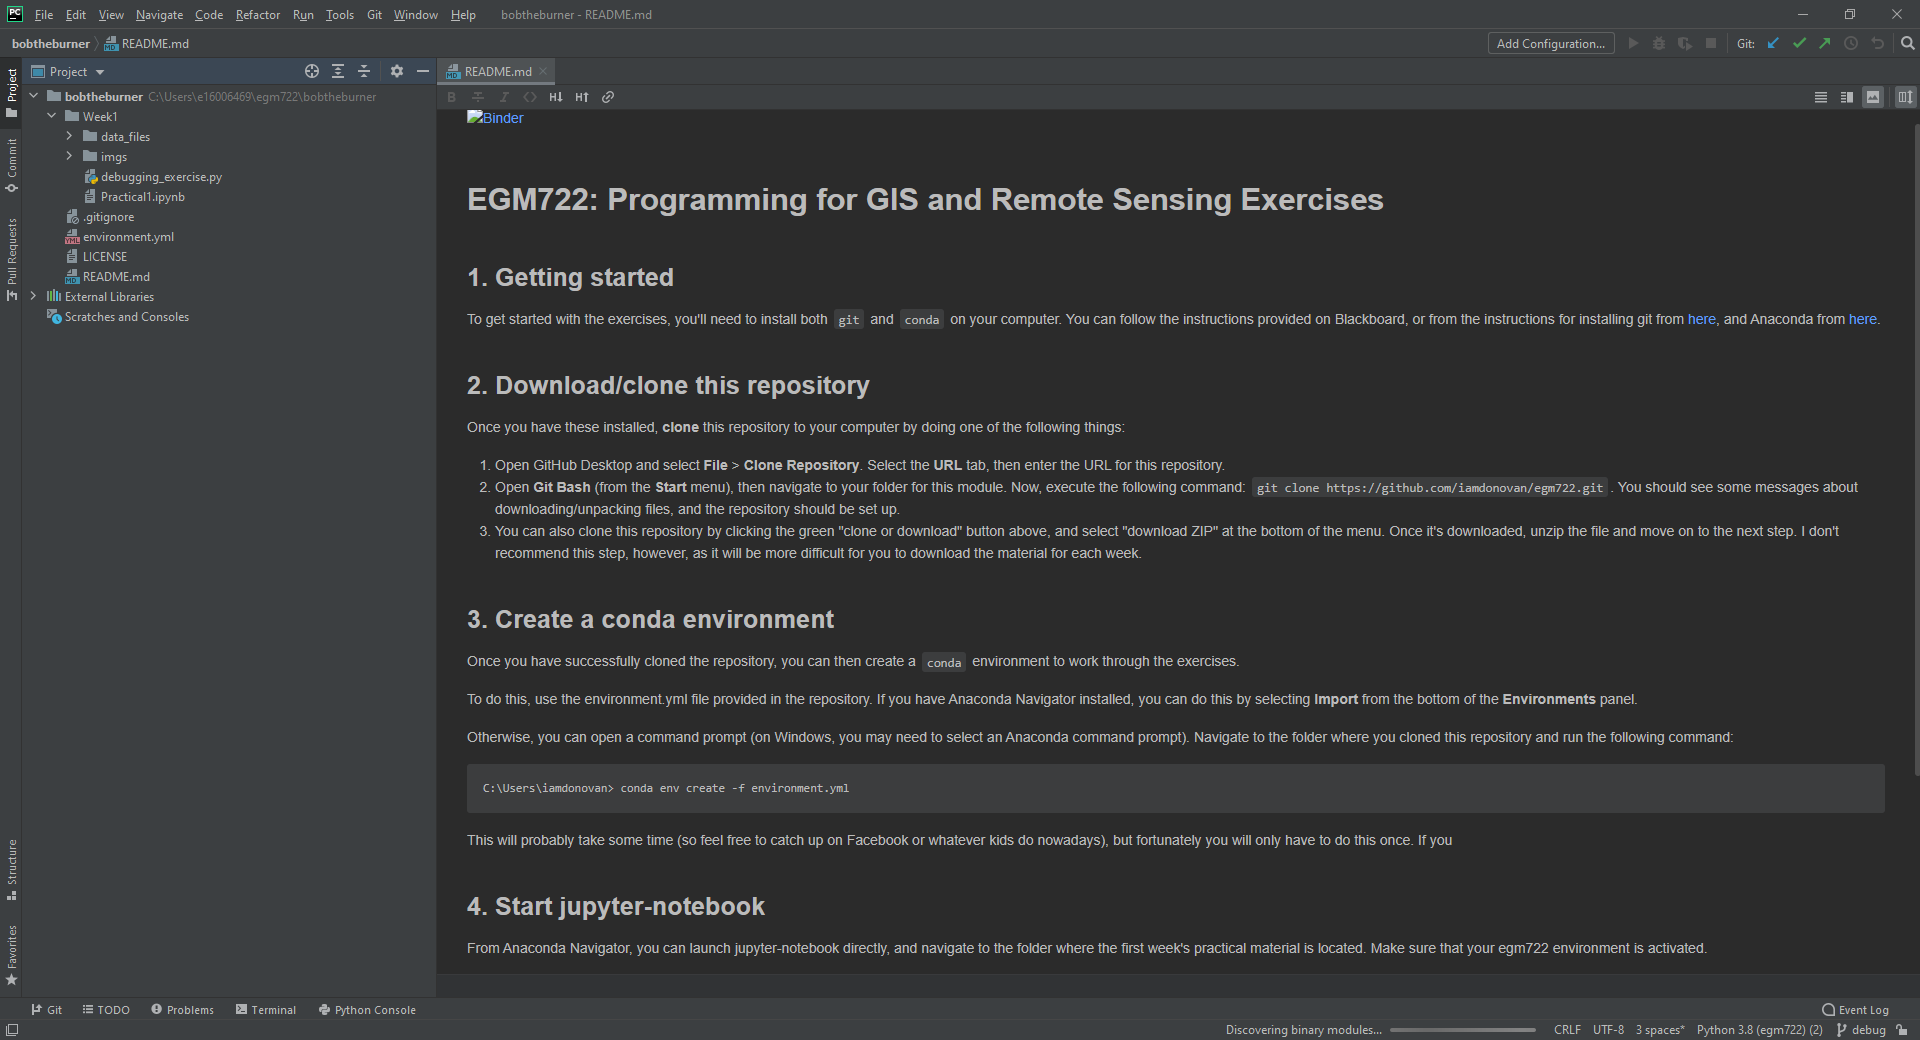 PC File Edit View Navigate Code Refactor Run Tools Git Window Help bobtheburner - README.md
bobtheburner README.md Add Configuration... Git:
Project README.md
Project
Commit
Pull Requests
Structure
Favorites
bobtheburner C:\Users\e16006469\egm722\bobtheburner
Week1
data_files
imgs
debugging_exercise.py
Practical1.ipynb
.gitignore
environment.yml
LICENSE
README.md
External Libraries
Scratches and Consoles
B I H↓ H↑
Binder
EGM722: Programming for GIS and Remote Sensing Exercises
1. Getting started
To get started with the exercises, you'll need to install both git and conda on your computer. You can follow the instructions provided on Blackboard, or from the instructions for installing git from here, and Anaconda from here.
2. Download/clone this repository
Once you have these installed, clone this repository to your computer by doing one of the following things:
1. Open GitHub Desktop and select File > Clone Repository. Select the URL tab, then enter the URL for this repository.
2. Open Git Bash (from the Start menu), then navigate to your folder for this module. Now, execute the following command: git clone https://github.com/iamdonovan/egm722.git . You should see some messages about
downloading/unpacking files, and the repository should be set up.
3. You can also clone this repository by clicking the green "clone or download" button above, and select "download ZIP" at the bottom of the menu. Once it's downloaded, unzip the file and move on to the next step. I don't
recommend this step, however, as it will be more difficult for you to download the material for each week.
3. Create a conda environment
Once you have successfully cloned the repository, you can then create a conda environment to work through the exercises.
To do this, use the environment.yml file provided in the repository. If you have Anaconda Navigator installed, you can do this by selecting Import from the bottom of the Environments panel.
Otherwise, you can open a command prompt (on Windows, you may need to select an Anaconda command prompt). Navigate to the folder where you cloned this repository and run the following command:
C:\Users\iamdonovan> conda env create -f environment.yml
This will probably take some time (so feel free to catch up on Facebook or whatever kids do nowadays), but fortunately you will only have to do this once. If you
4. Start jupyter-notebook
From Anaconda Navigator, you can launch jupyter-notebook directly, and navigate to the folder where the first week's practical material is located. Make sure that your egm722 environment is activated.
Git TODO Problems Terminal Python Console Event Log
Discovering binary modules... CRLF UTF-8 3 spaces* Python 3.8 (egm722) (2) debug